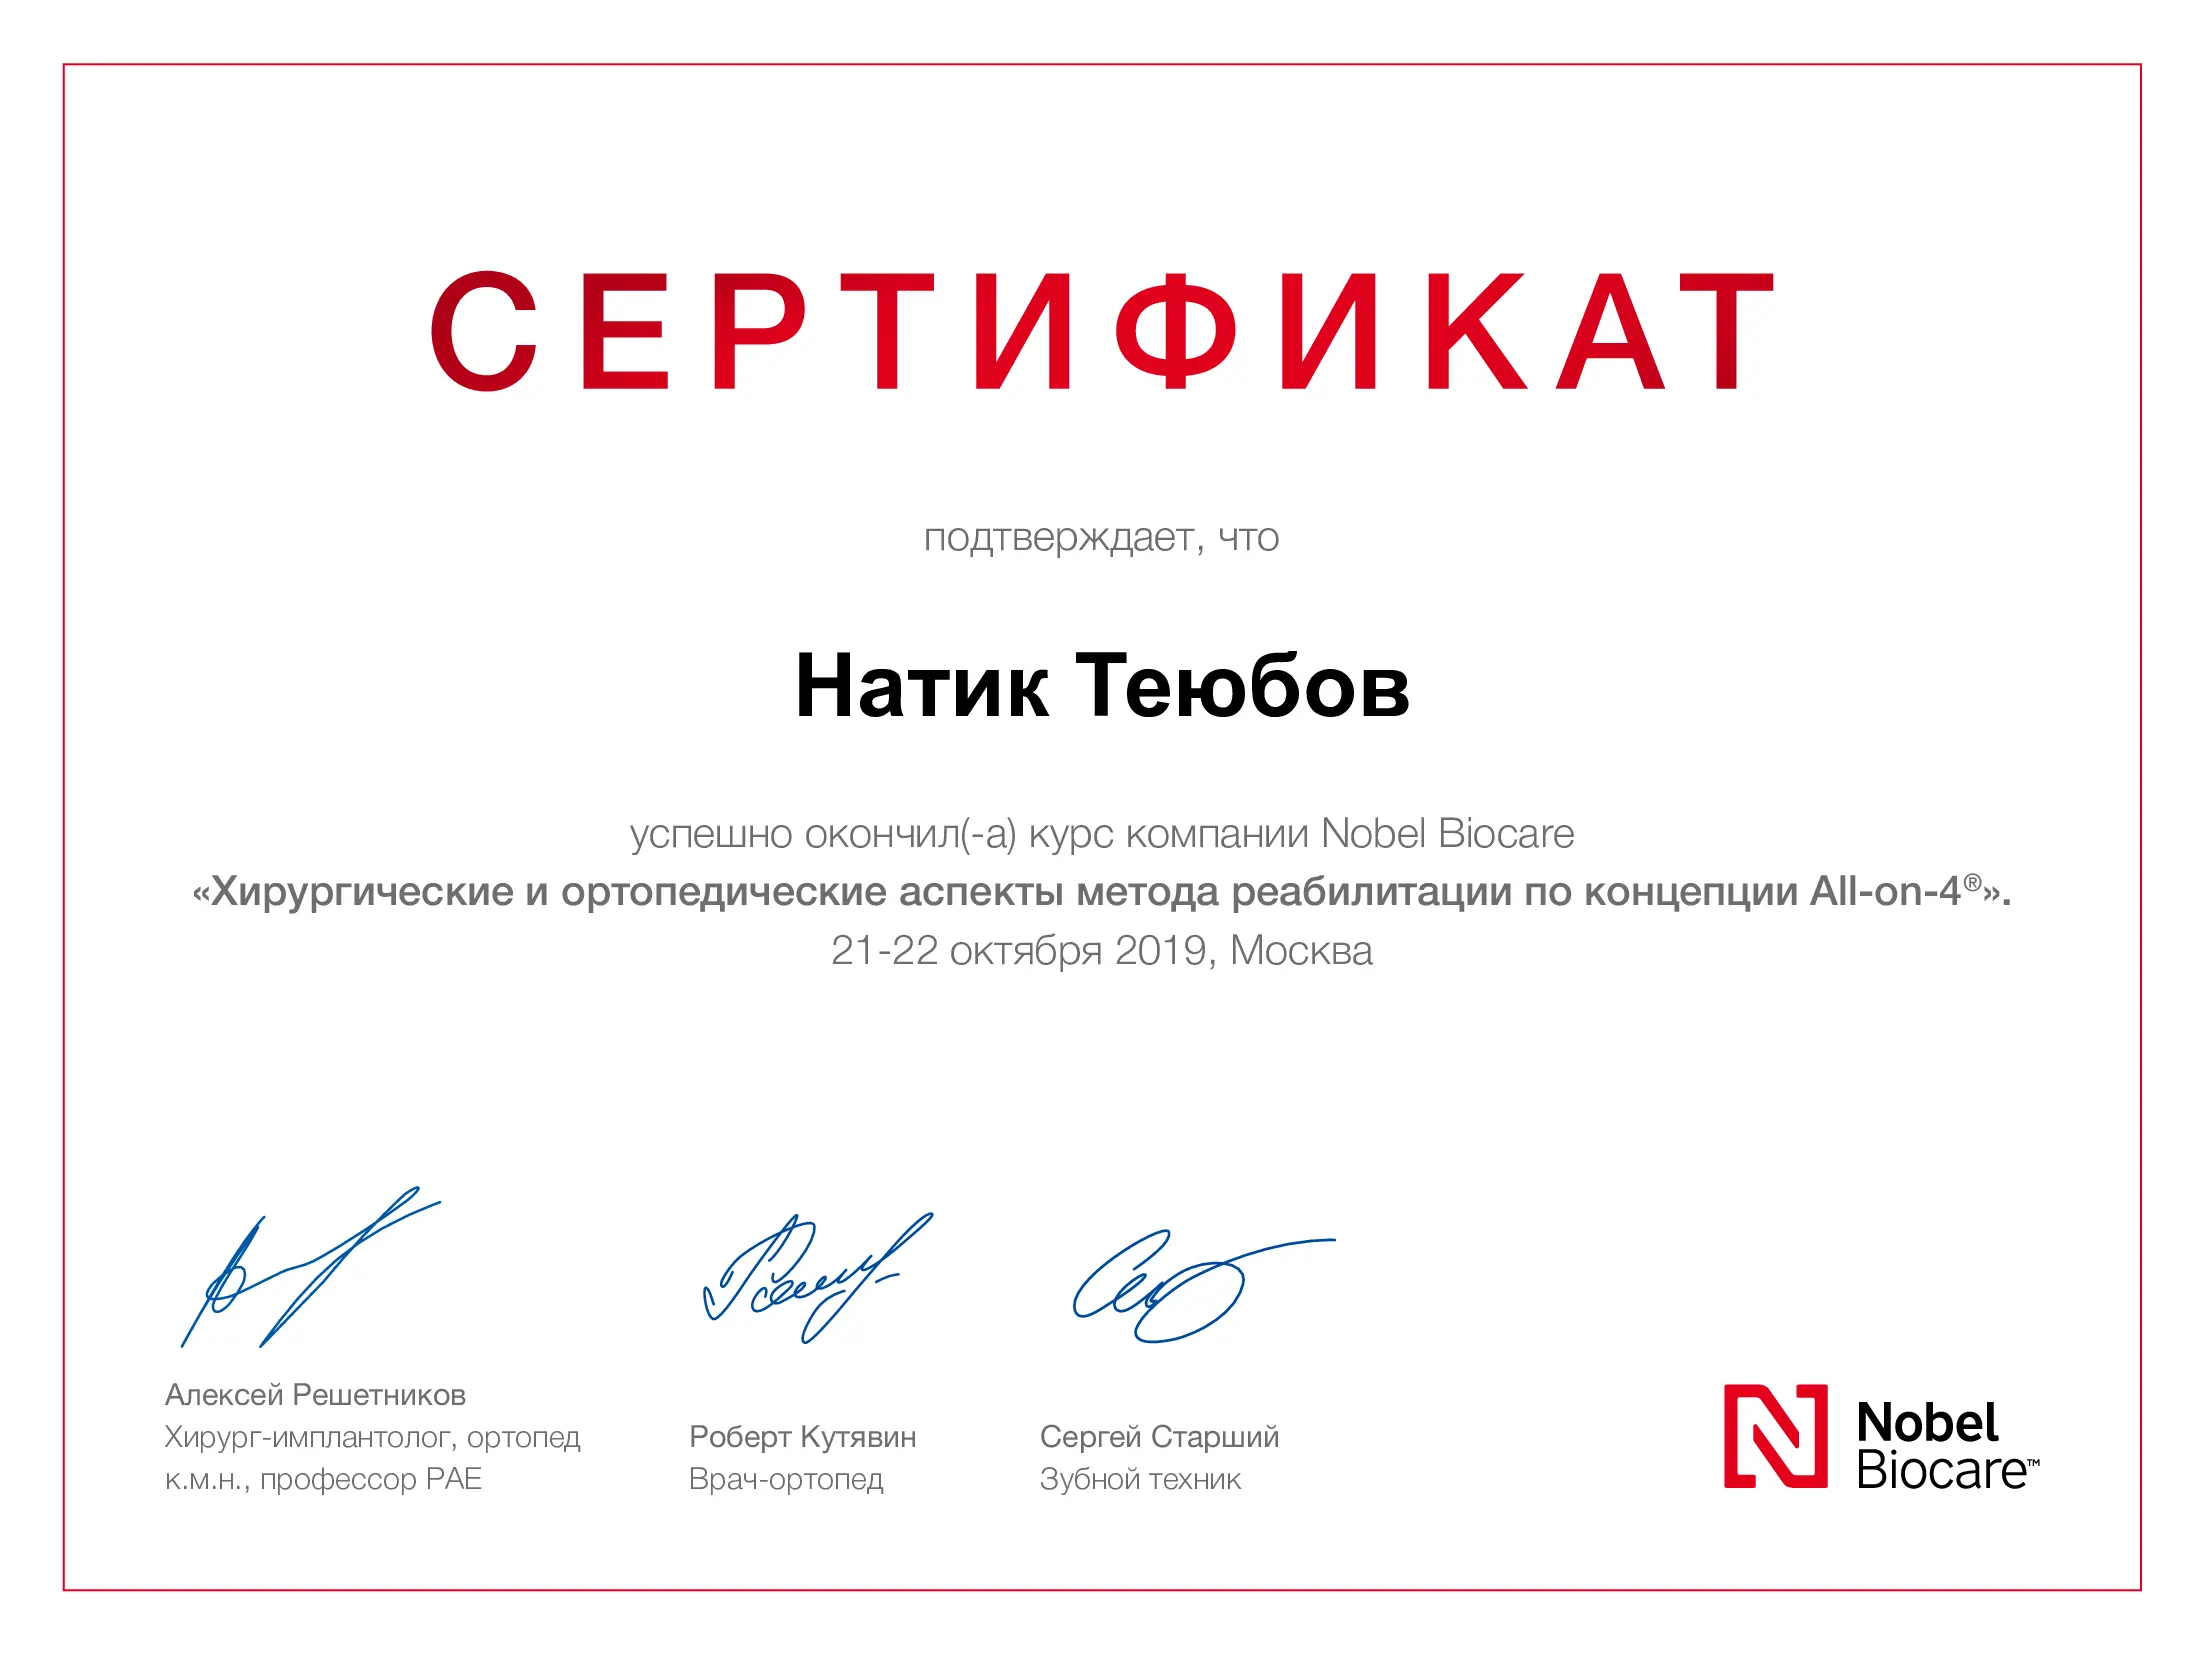 СЕРТИФИКАТ
подтверждает, что
Натик Теюбов
успешно окончил(-а) курс компании Nobel Biocare
«Хирургические и ортопедические аспекты метода реабилитации по концепции All-on-4®».
21-22 октября 2019, Москва
Алексей Решетников
Хирург-имплантолог, ортопед
к.м.н., профессор РАЕ
Роберт Кутявин
Врач-ортопед
Сергей Старший
Зубной техник
Nobel
Biocare™